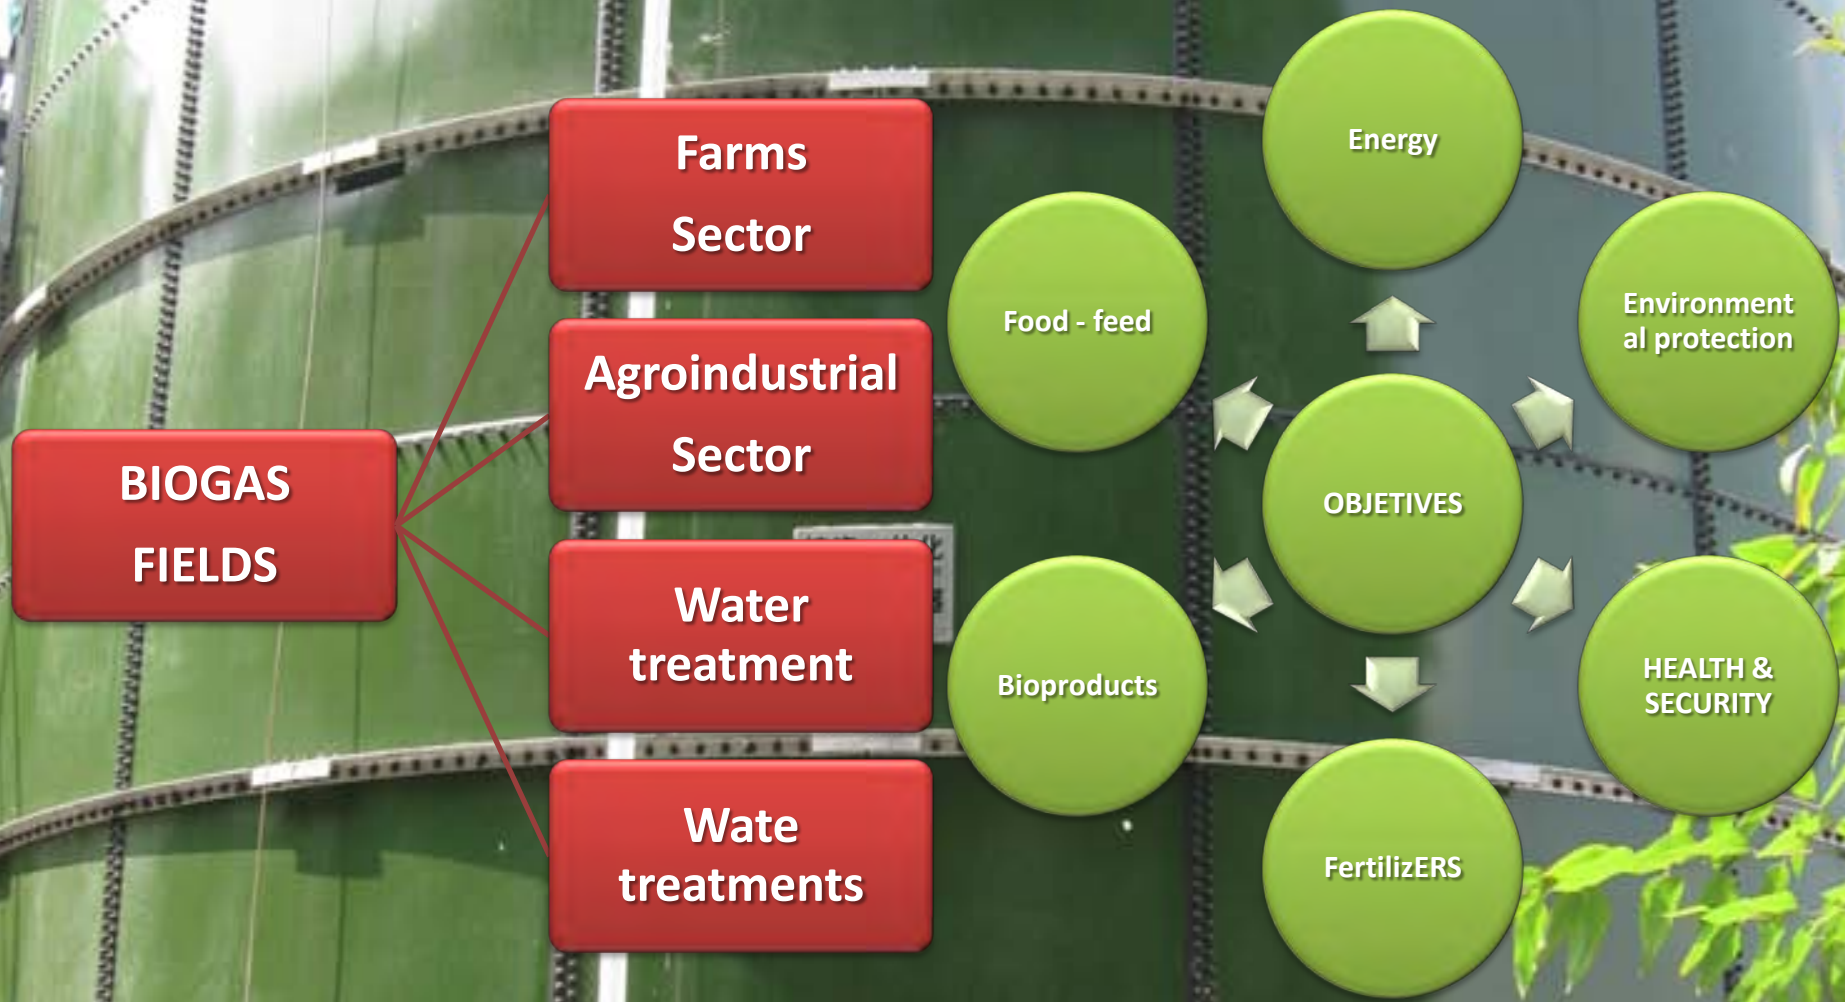 BIOGAS
FIELDS
Farms
Sector
Agroindustrial
Sector
Water
treatment
Wate
treatments
Energy
Environment
al protection
HEALTH &
SECURITY
FertilizERS
Bioproducts
Food - feed
OBJETIVES